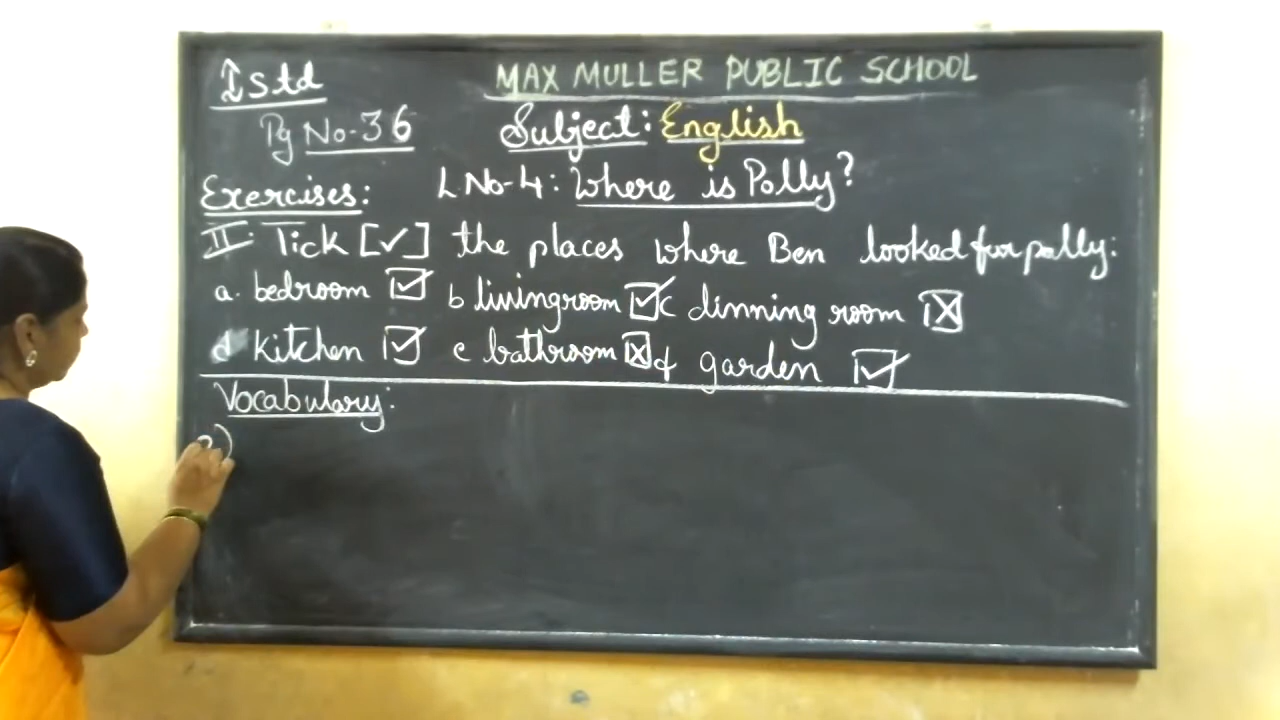 I Std
MAX MULLER PUBLIC SCHOOL
Pg No-36
Subject: English
Exercises:
L No-4: Where is Polly?
II. Tick [✓] the places where Ben looked for polly:
a. bedroom ☑ b livingroom ☑ c dinning room ☒
d kitchen ☑ e bathroom ☒ f garden ☑
Vocabulary:
a)